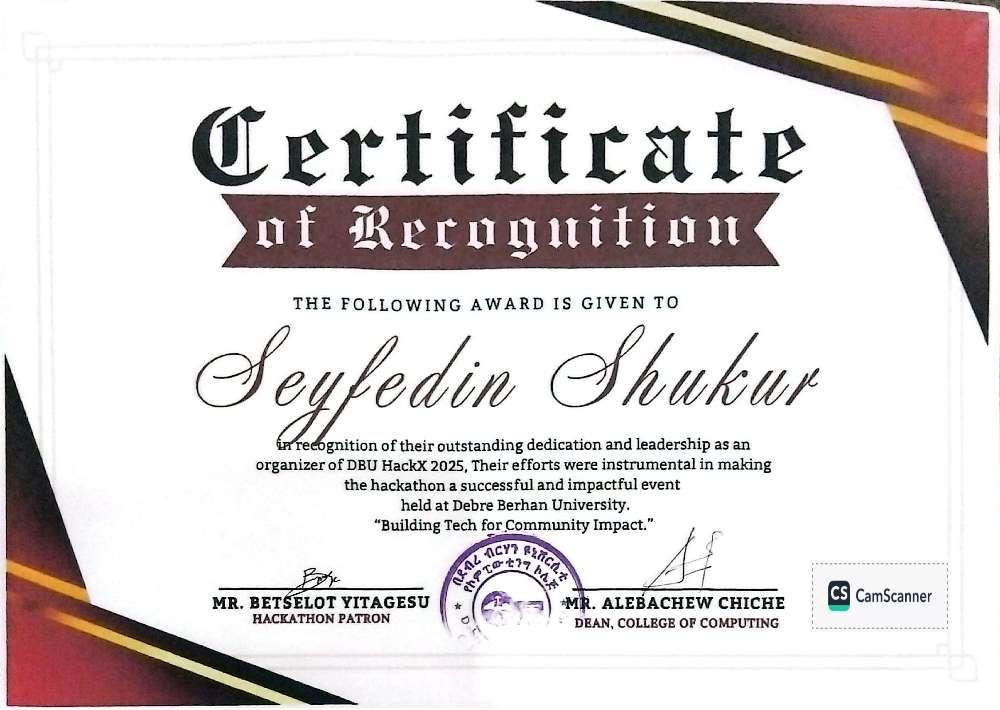 Certificate
of Recognition
THE FOLLOWING AWARD IS GIVEN TO
Seyfedin Shukur
in recognition of their outstanding dedication and leadership as an
organizer of DBU HackX 2025, Their efforts were instrumental in making
the hackathon a successful and impactful event
held at Debre Berhan University.
“Building Tech for Community Impact.”
በደብረ ብርሃን ዩኒቨርሲቲ
የኮምፒውቲንግ ኮሌጅ
MR. BETSELOT YITAGESU
HACKATHON PATRON
MR. ALEBACHEW CHICHE
DEAN, COLLEGE OF COMPUTING
CS CamScanner